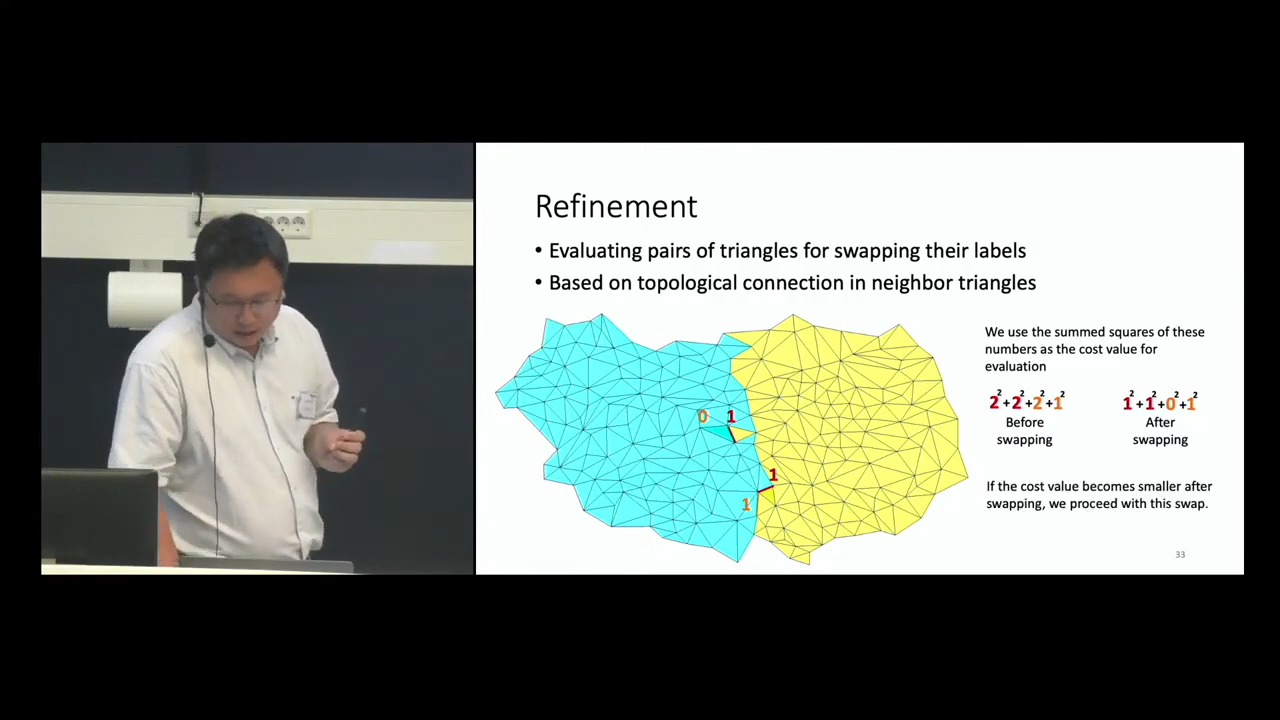 Refinement
• Evaluating pairs of triangles for swapping their labels
• Based on topological connection in neighbor triangles
We use the summed squares of these
numbers as the cost value for
evaluation
2²+2²+2²+1²
Before
swapping
1²+1²+0²+1²
After
swapping
0 1
1
1
If the cost value becomes smaller after
swapping, we proceed with this swap.
33